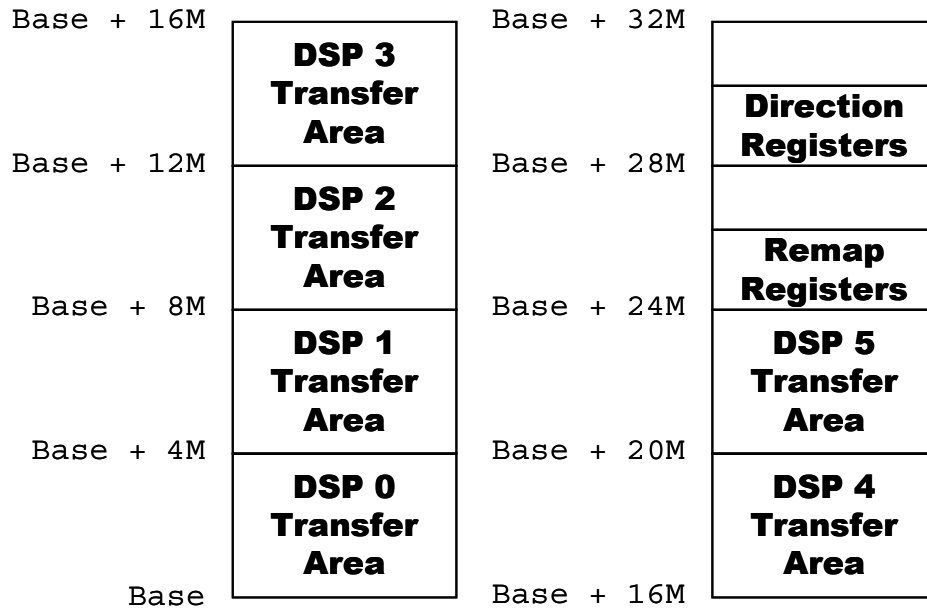 Base + 16M
DSP 3
Transfer
Area
Base + 12M
DSP 2
Transfer
Area
Base + 8M
DSP 1
Transfer
Area
Base + 4M
DSP 0
Transfer
Area
Base
Base + 32M
Direction
Registers
Base + 28M
Remap
Registers
Base + 24M
DSP 5
Transfer
Area
Base + 20M
DSP 4
Transfer
Area
Base + 16M